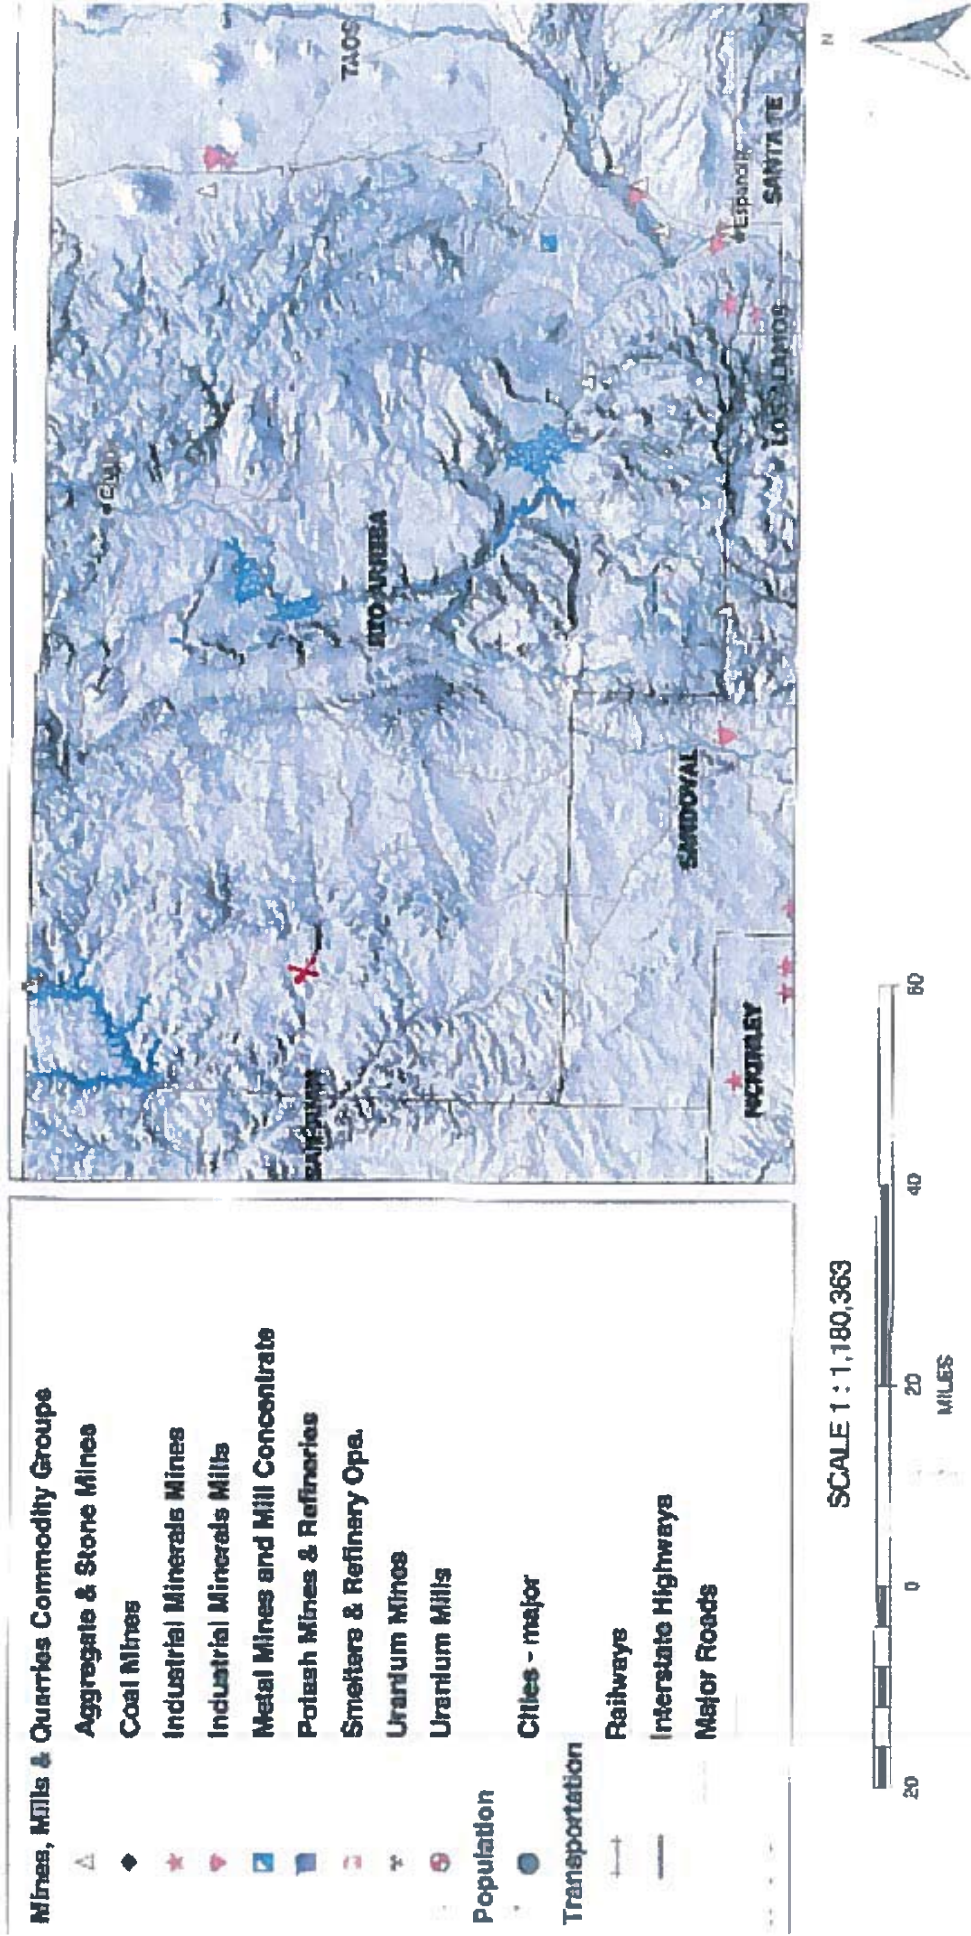 Mines, Mills & Quarries Commodity Groups
Aggregate & Stone Mines
Coal Mines
Industrial Minerals Mines
Industrial Minerals Mills
Metal Mines and Mill Concentrate
Potash Mines & Refineries
Smelters & Refinery Ops.
Uranium Mines
Uranium Mills
Population
Cities - major
Transportation
Railways
Interstate Highways
Major Roads
TAOS
RIO ARRIBA
SAN JUAN
SANDOVAL
MCKINLEY
LOS ALAMOS
SANTA FE
Espanola
N
SCALE 1 : 1,180,363
20
0
20
40
60
MILES